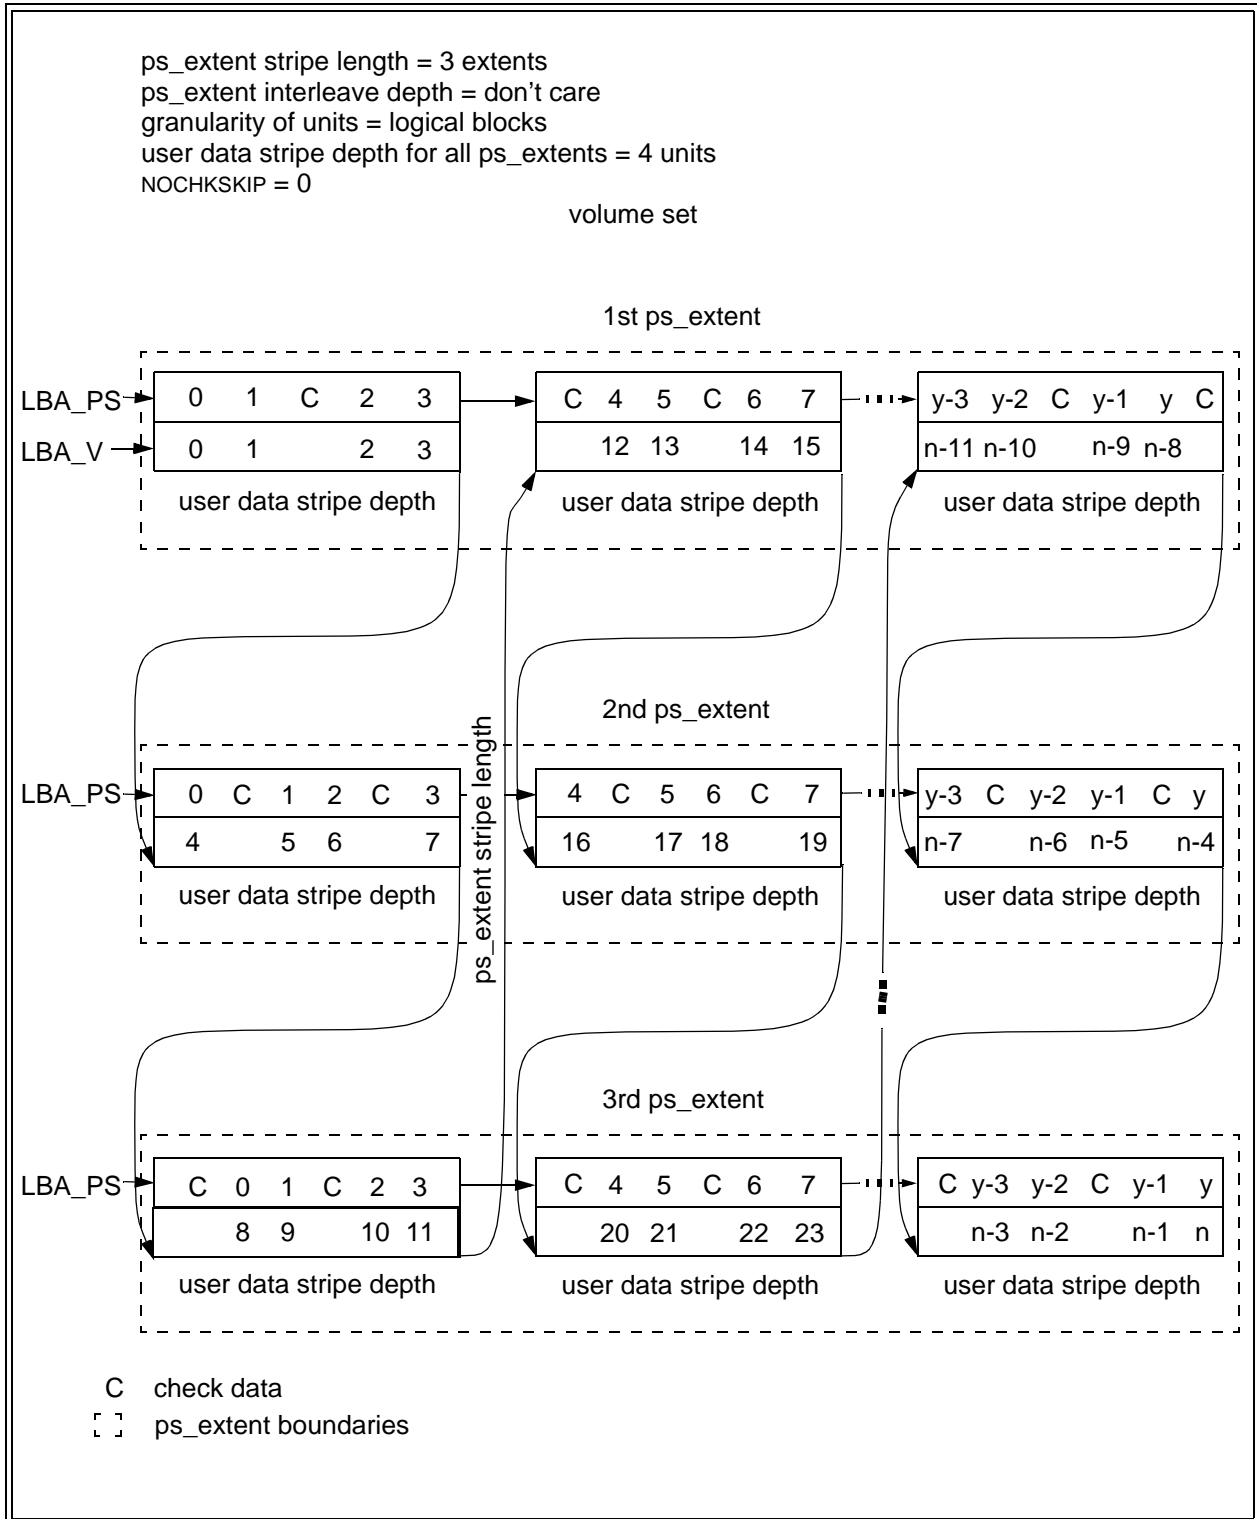 ps_extent stripe length = 3 extents
ps_extent interleave depth = don't care
granularity of units = logical blocks
user data stripe depth for all ps_extents = 4 units
NOCHKSKIP = 0
volume set
1st ps_extent
LBA_PS 0 1 C 2 3 C 4 5 C 6 7 y-3 y-2 C y-1 y C
LBA_V 0 1 2 3 12 13 14 15 n-11 n-10 n-9 n-8
user data stripe depth user data stripe depth user data stripe depth
ps_extent stripe length
2nd ps_extent
LBA_PS 0 C 1 2 C 3 4 C 5 6 C 7 y-3 C y-2 y-1 C y
4 5 6 7 16 17 18 19 n-7 n-6 n-5 n-4
user data stripe depth user data stripe depth user data stripe depth
3rd ps_extent
LBA_PS C 0 1 C 2 3 C 4 5 C 6 7 C y-3 y-2 C y-1 y
8 9 10 11 20 21 22 23 n-3 n-2 n-1 n
user data stripe depth user data stripe depth user data stripe depth
C check data
ps_extent boundaries